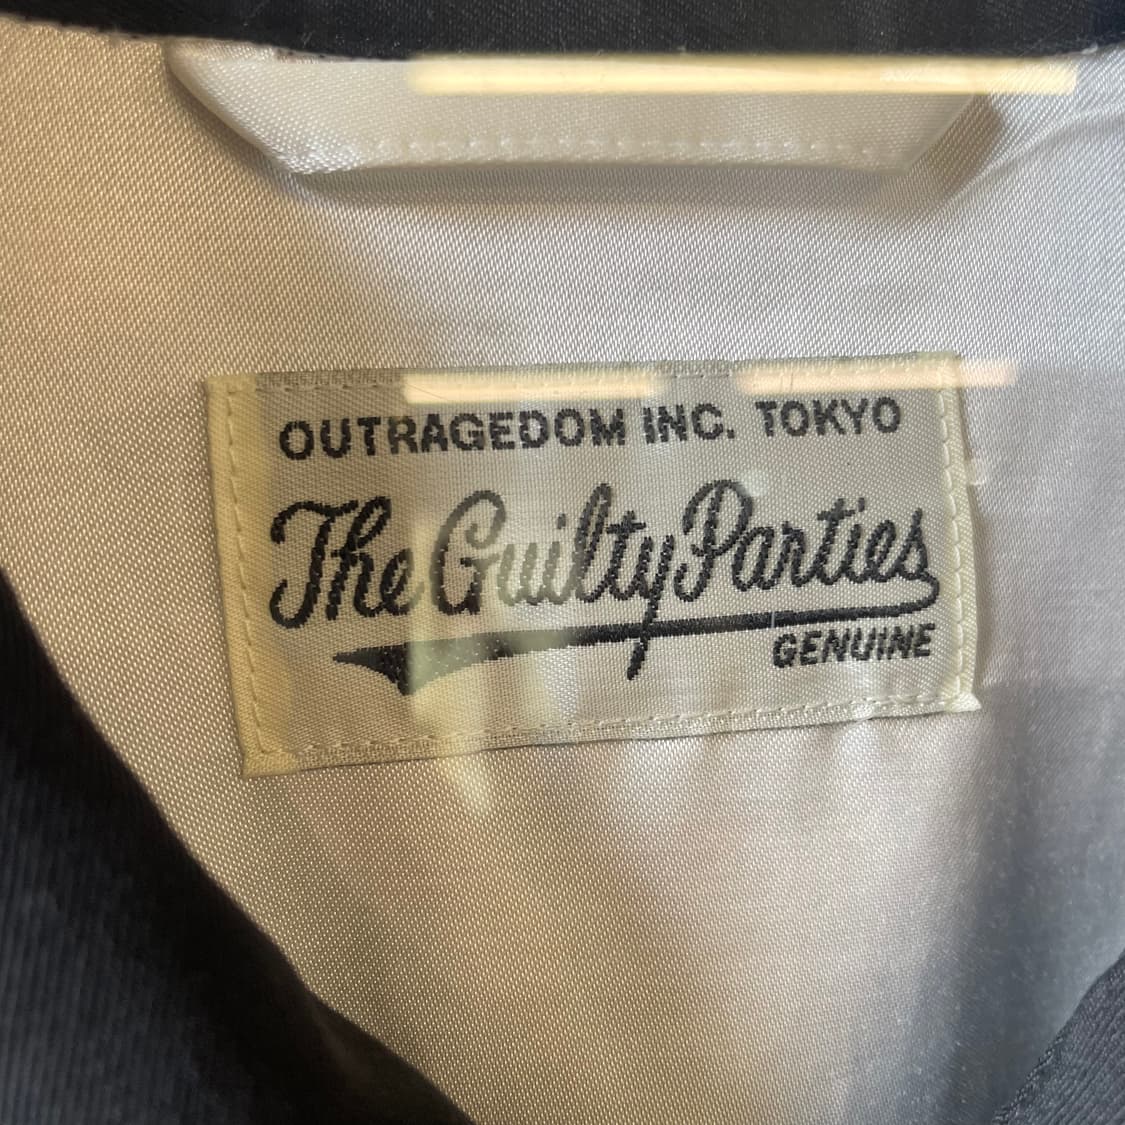 OUTRAGEDOM INC. TOKYO
The Guilty Parties
GENUINE